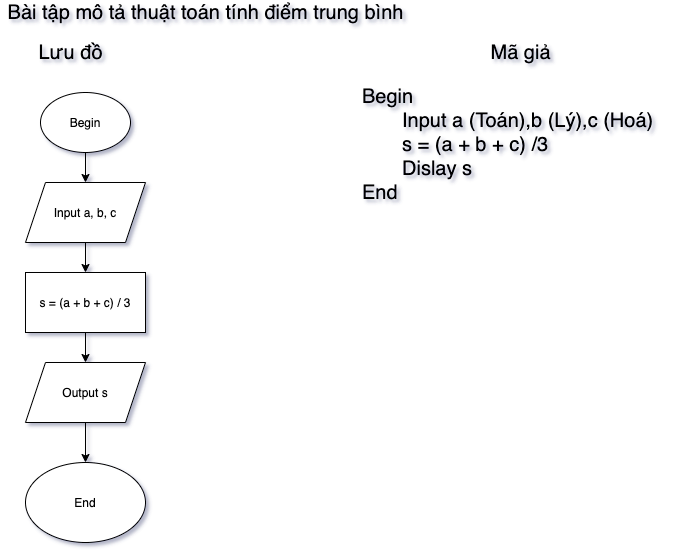 Bài tập mô tả thuật toán tính điểm trung bình
Lưu đồ
Begin
Input a, b, c
s = (a + b + c) / 3
Output s
End
Mã giả
Begin
Input a (Toán),b (Lý),c (Hoá)
s = (a + b + c) /3
Dislay s
End